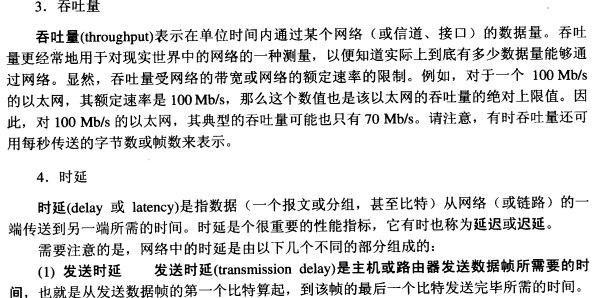 3．吞吐量
吞吐量(throughput)表示在单位时间内通过某个网络（或信道、接口）的数据量。吞吐
量更经常地用于对现实世界中的网络的一种测量，以便知道实际上到底有多少数据量能够通
过网络。显然，吞吐量受网络的带宽或网络的额定速率的限制。例如，对于一个 100 Mb/s
的以太网，其额定速率是 100 Mb/s，那么这个数值也是该以太网的吞吐量的绝对上限值。因
此，对 100 Mb/s 的以太网，其典型的吞吐量可能也只有 70 Mb/s。请注意，有时吞吐量还可
用每秒传送的字节数或帧数来表示。
4．时延
时延(delay 或 latency)是指数据（一个报文或分组，甚至比特）从网络（或链路）的一
端传送到另一端所需的时间。时延是个很重要的性能指标，它有时也称为延迟或迟延。
需要注意的是，网络中的时延是由以下几个不同的部分组成的：
(1) 发送时延 发送时延(transmission delay)是主机或路由器发送数据帧所需要的时
间，也就是从发送数据帧的第一个比特算起，到该帧的最后一个比特发送完毕所需的时间。